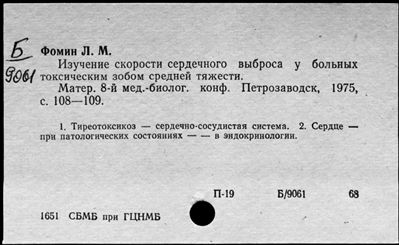 Б
9061
Фомин Л. М.
Изучение скорости сердечного выброса у больных
токсическим зобом средней тяжести.
Матер. 8-й мед.-биолог. конф. Петрозаводск, 1975,
с. 108—109.
1. Тиреотоксикоз — сердечно-сосудистая система. 2. Сердце —
при патологических состояниях — — в эндокринологии.
П-19 Б/9061 68
1651 СБМБ при ГЦНМБ